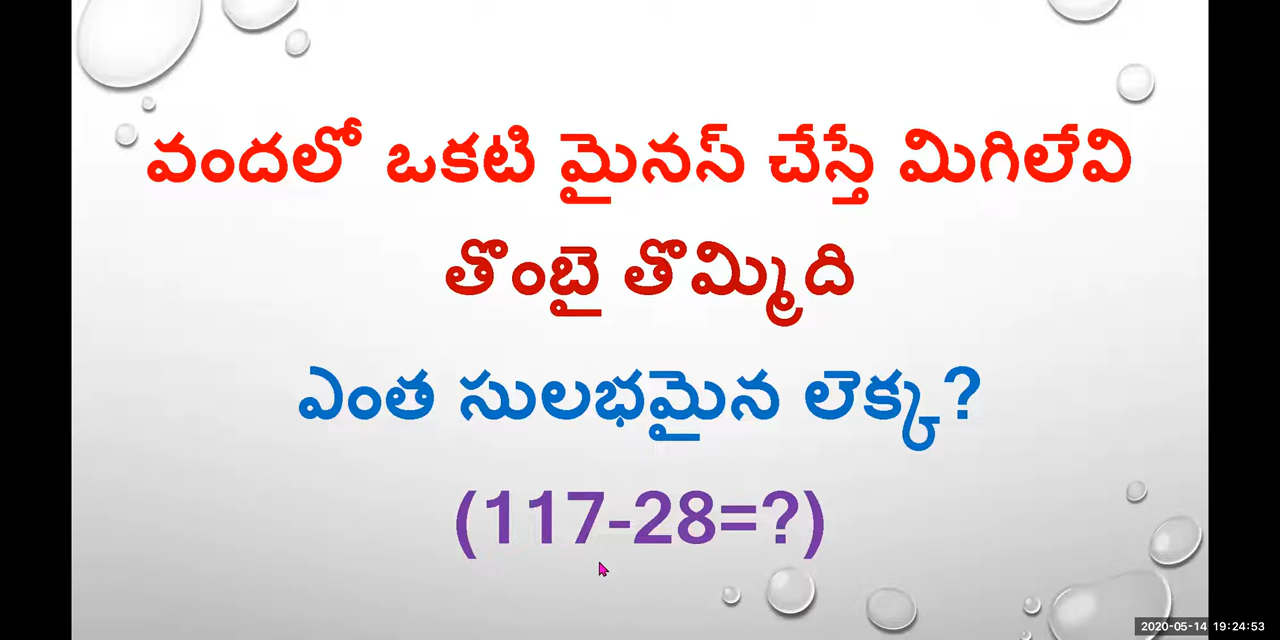 వందలో ఒకటి మైనస్ చేస్తే మిగిలేవి
తొంబై తొమ్మిది
ఎంత సులభమైన లెక్క?
(117-28=?)
2020-05-14 19:24:53